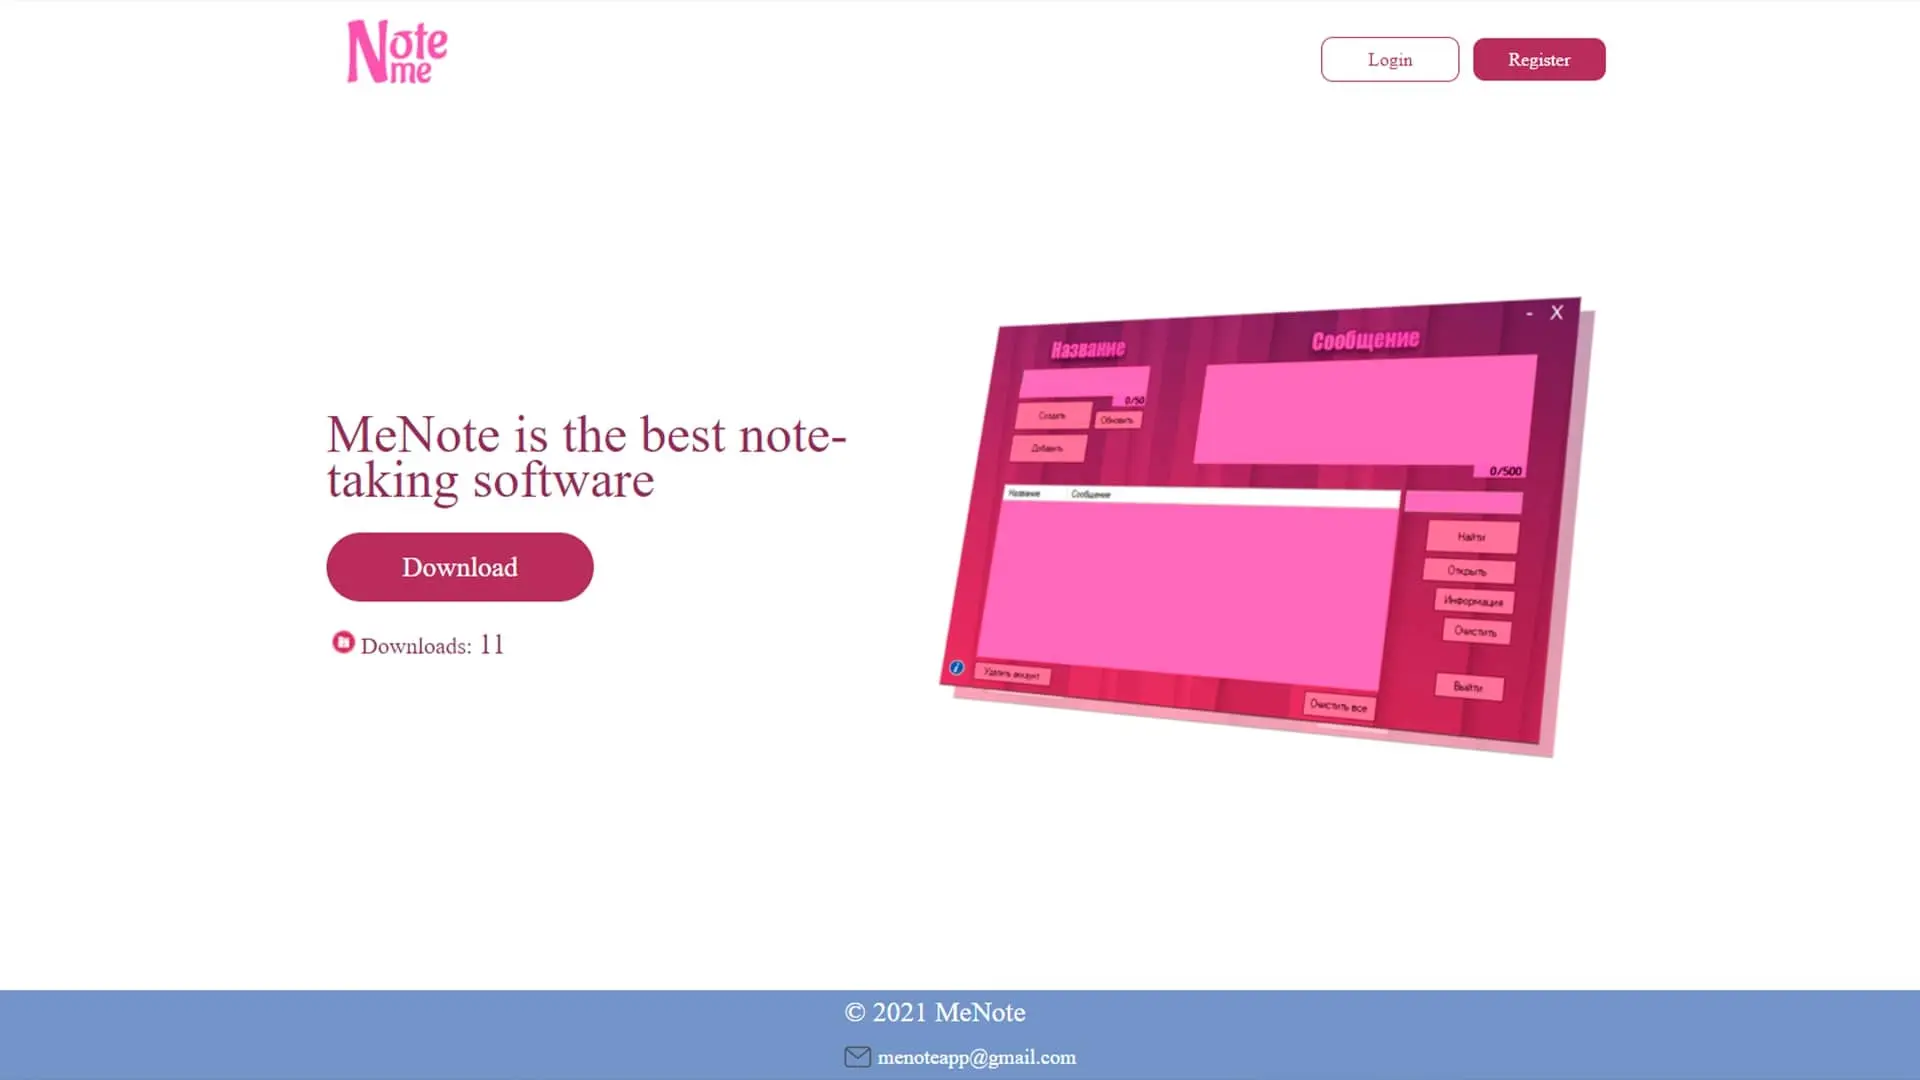 Note
me
Login
Register
MeNote is the best note-
taking software
Download
Downloads: 11
- X
Название
Сообщение
0/50
Создать
Обновить
Добавить
0/500
Название Сообщение
Найти
Открыть
Информация
Очистить
Удалить аккаунт
Выйти
Очистить все
© 2021 MeNote
menoteapp@gmail.com